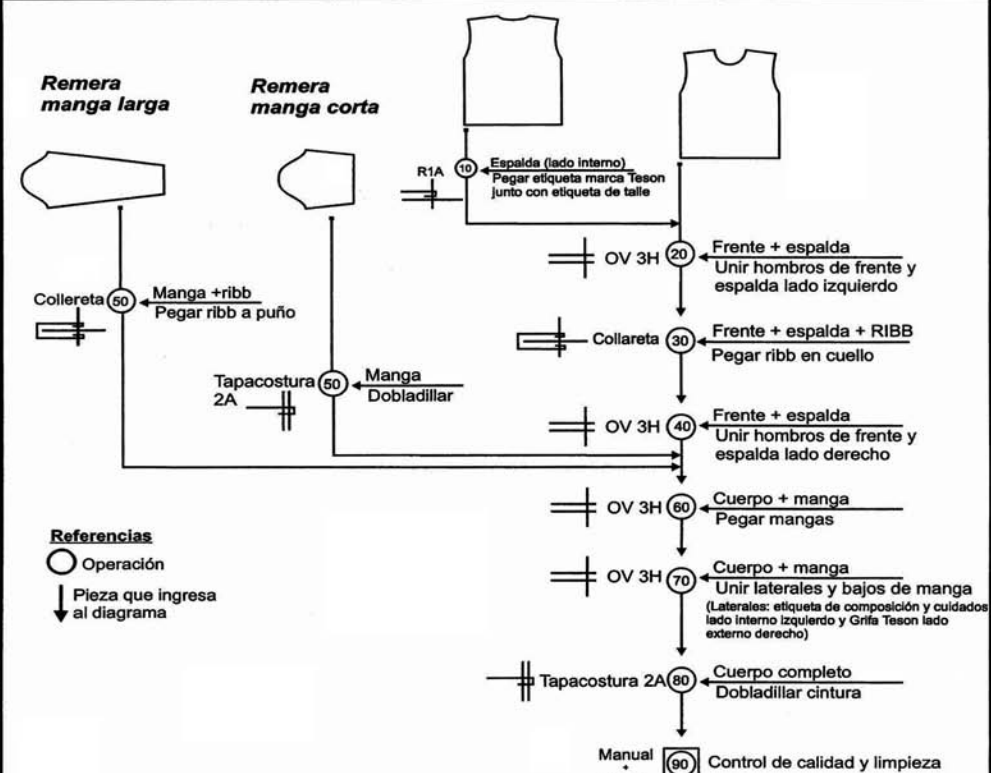 Remera
manga larga
Remera
manga corta
R1A
10
Espalda (lado interno)
Pegar etiqueta marca Teson
junto con etiqueta de talle
OV 3H
20
Frente + espalda
Unir hombros de frente y
espalda lado izquierdo
Collereta
50
Manga +ribb
Pegar ribb a puño
Collareta
30
Frente + espalda + RIBB
Pegar ribb en cuello
Tapacostura
2A
50
Manga
Dobladillar
OV 3H
40
Frente + espalda
Unir hombros de frente y
espalda lado derecho
OV 3H
60
Cuerpo + manga
Pegar mangas
Referencias
Operación
Pieza que ingresa
al diagrama
OV 3H
70
Cuerpo + manga
Unir laterales y bajos de manga
(Laterales: etiqueta de composición y cuidados
lado interno izquierdo y Grifa Teson lado
externo derecho)
Tapacostura 2A
80
Cuerpo completo
Dobladillar cintura
Manual
+
90
Control de calidad y limpieza